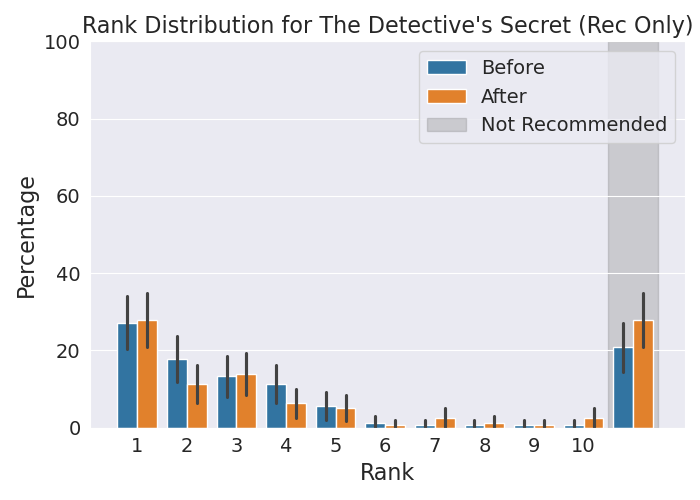 Rank Distribution for The Detective's Secret (Rec Only)
100
80
60
40
20
0
Percentage
Before
After
Not Recommended
1 2 3 4 5 6 7 8 9 10
Rank